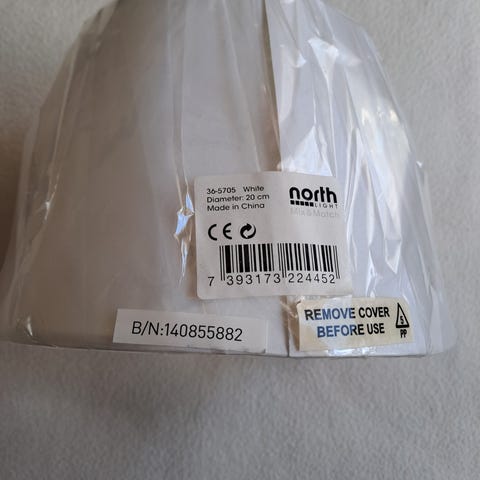 36-5705 White
Diameter: 20 cm
Made in China
north
LIGHT
Mix & Match
CE
7 393173 224452
B/N:140855882
REMOVE COVER
BEFORE USE
5
PP